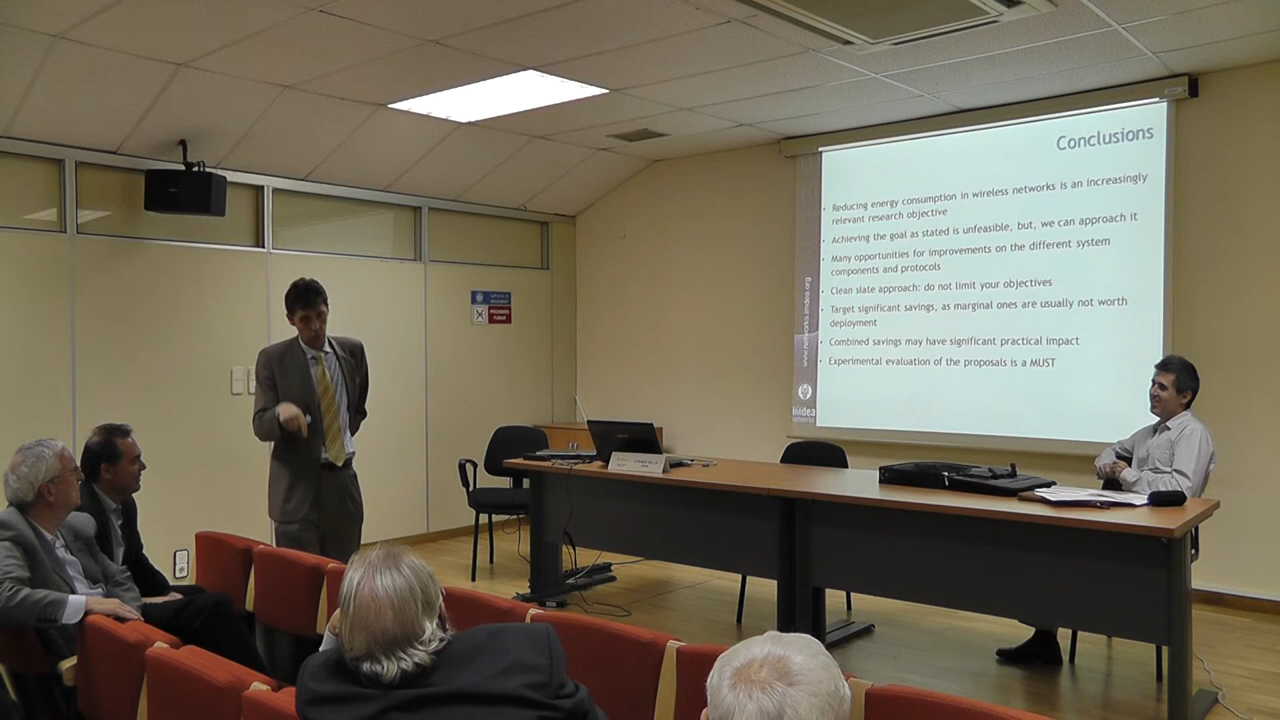 Conclusions
• Reducing energy consumption in wireless networks is an increasingly
relevant research objective
• Achieving the goal as stated is unfeasible, but, we can approach it
• Many opportunities for improvements on the different system
components and protocols
• Clean slate approach: do not limit your objectives
• Target significant savings, as marginal ones are usually not worth
deployment
• Combined savings may have significant practical impact
• Experimental evaluation of the proposals is a MUST
www.networks.imdea.org
imdea
networks
PROHIBIDO
FUMAR